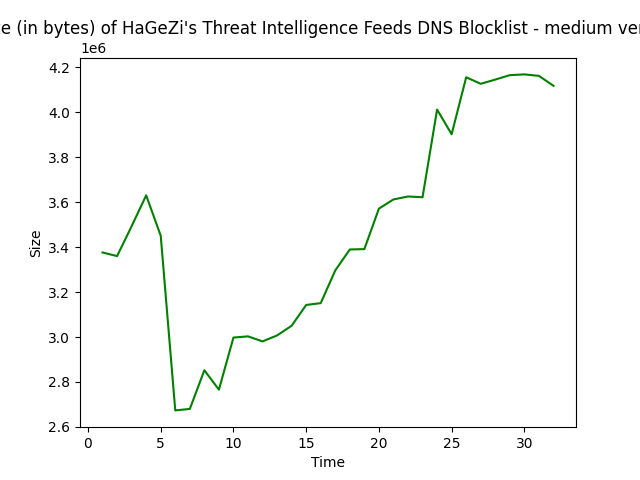 e (in bytes) of HaGeZi's Threat Intelligence Feeds DNS Blocklist - medium ver
1e6
4.2
4.0
3.8
3.6
3.4
3.2
3.0
2.8
2.6
Size
0 5 10 15 20 25 30
Time